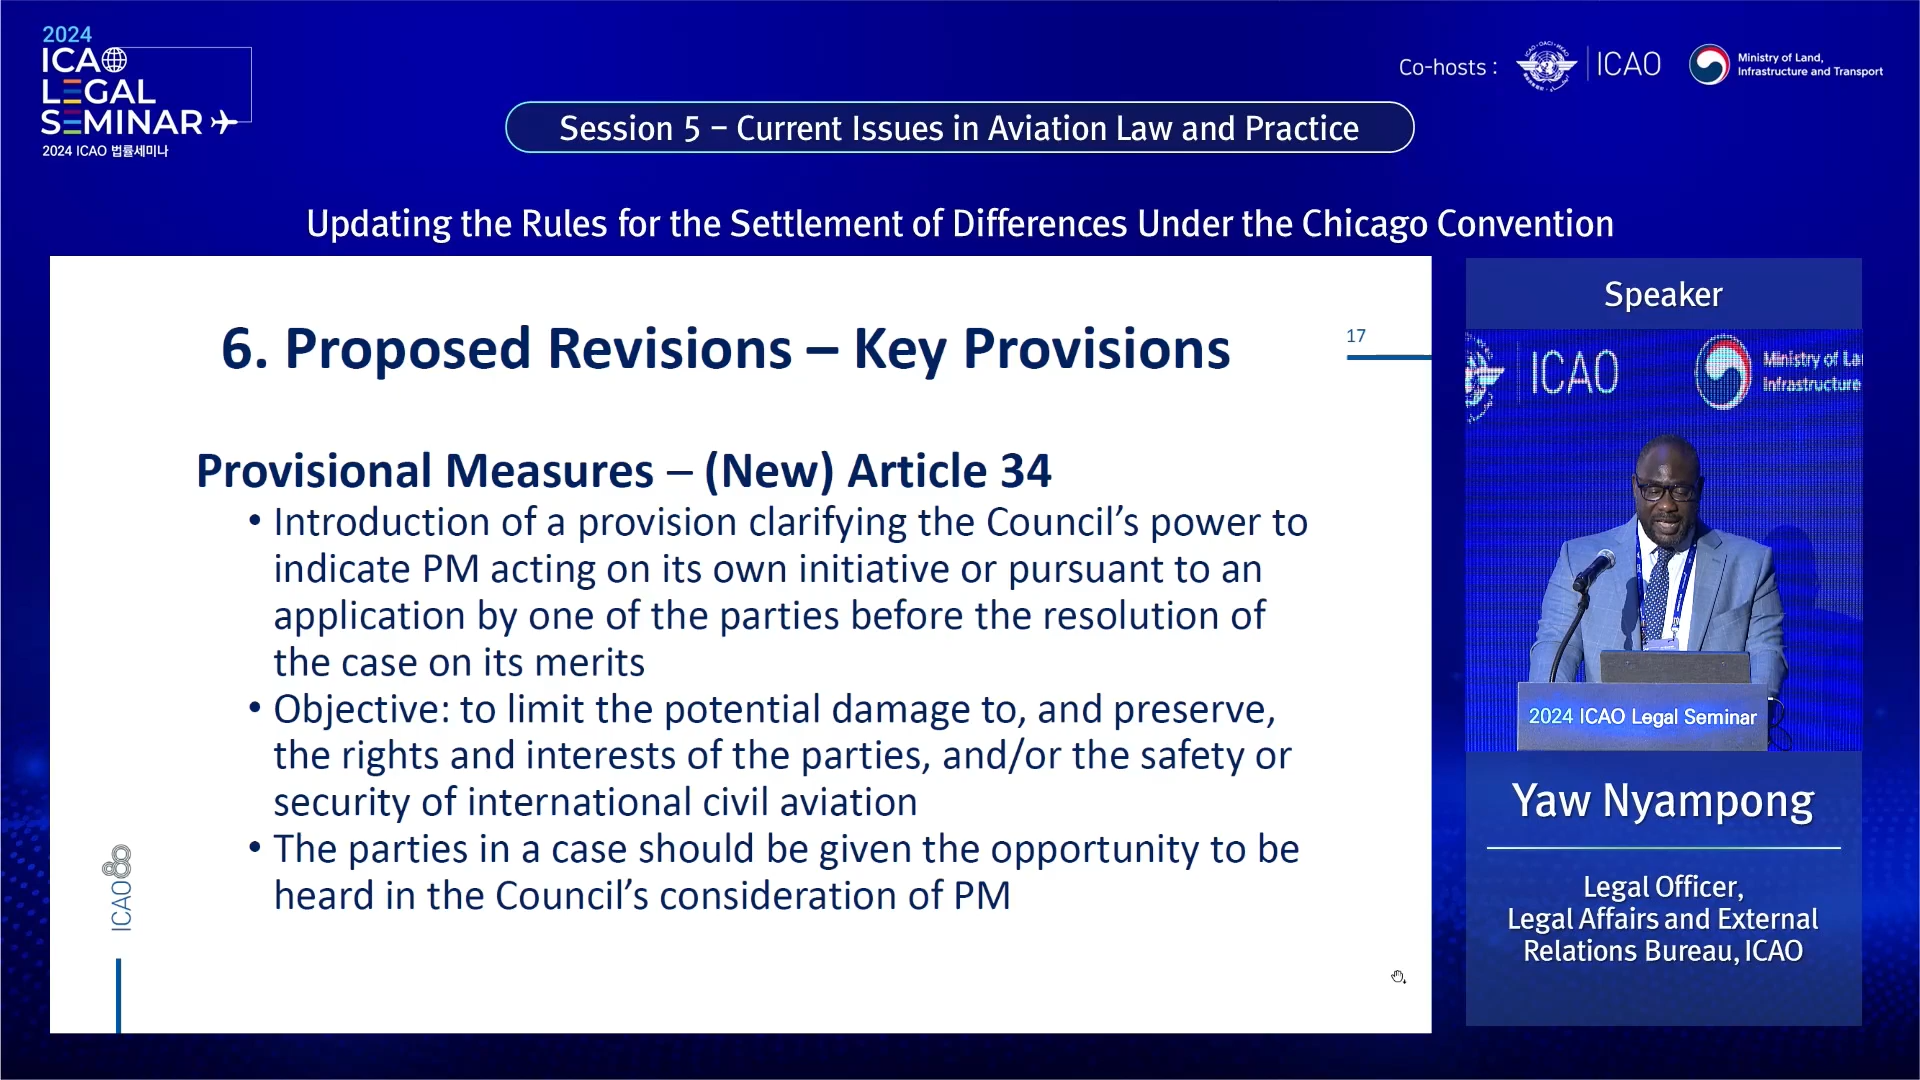 2024
ICAO
LEGAL
SEMINAR
2024 ICAO 법률세미나
Co-hosts :
ICAO
Ministry of Land,
Infrastructure and Transport
Session 5 – Current Issues in Aviation Law and Practice
Updating the Rules for the Settlement of Differences Under the Chicago Convention
6. Proposed Revisions – Key Provisions
17
Provisional Measures – (New) Article 34
• Introduction of a provision clarifying the Council’s power to
indicate PM acting on its own initiative or pursuant to an
application by one of the parties before the resolution of
the case on its merits
• Objective: to limit the potential damage to, and preserve,
the rights and interests of the parties, and/or the safety or
security of international civil aviation
• The parties in a case should be given the opportunity to be
heard in the Council’s consideration of PM
ICAO80
Speaker
ICAO
Ministry of La
Infrastructure
2024 ICAO Legal Seminar
Yaw Nyampong
Legal Officer,
Legal Affairs and External
Relations Bureau, ICAO